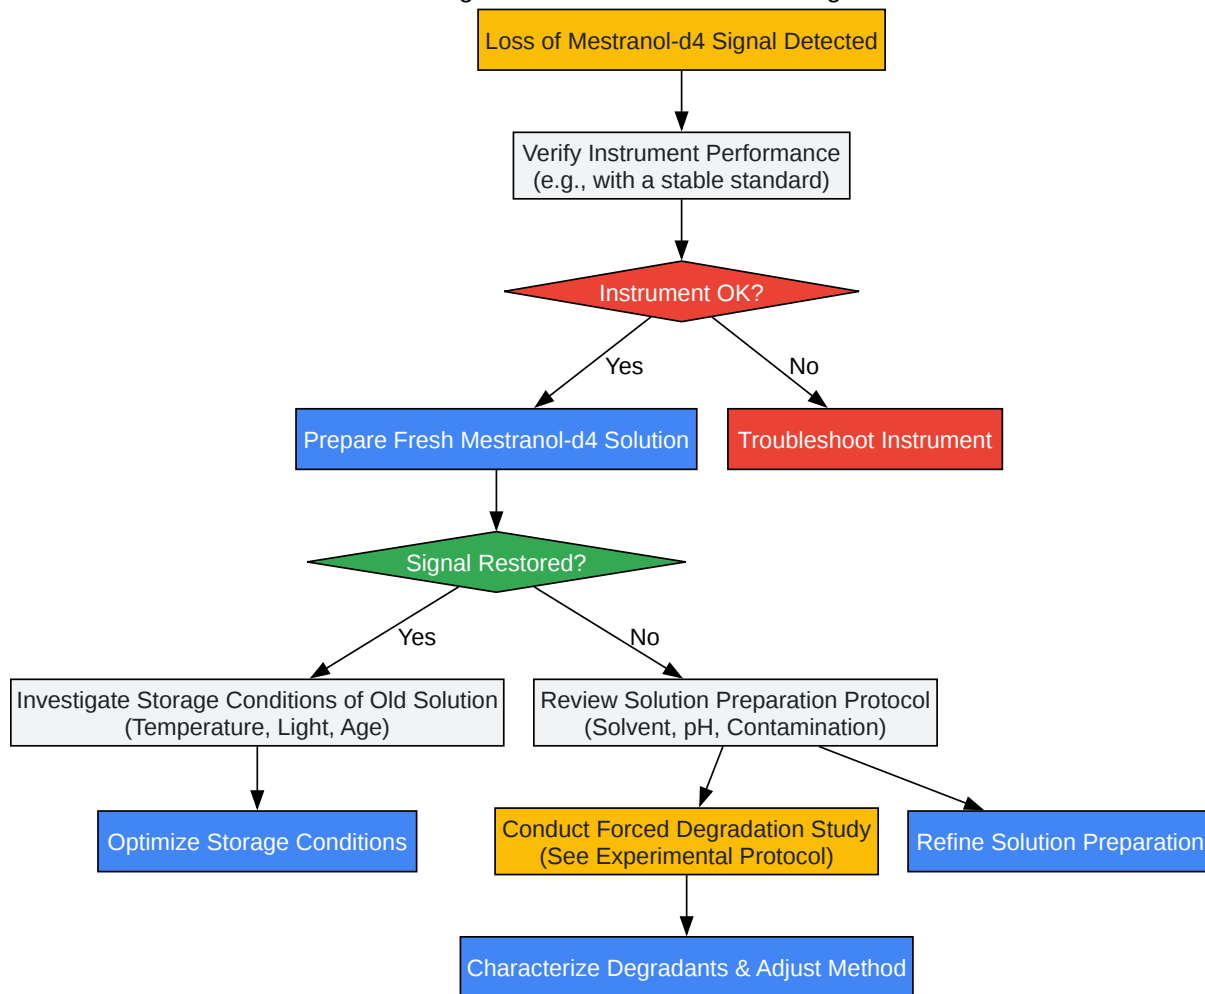 Loss of Mestranol-d4 Signal Detected
Verify Instrument Performance
(e.g., with a stable standard)
Instrument OK?
Yes
No
Prepare Fresh Mestranol-d4 Solution
Troubleshoot Instrument
Signal Restored?
Yes
No
Investigate Storage Conditions of Old Solution
(Temperature, Light, Age)
Review Solution Preparation Protocol
(Solvent, pH, Contamination)
Optimize Storage Conditions
Conduct Forced Degradation Study
(See Experimental Protocol)
Refine Solution Preparation
Characterize Degradants & Adjust Method